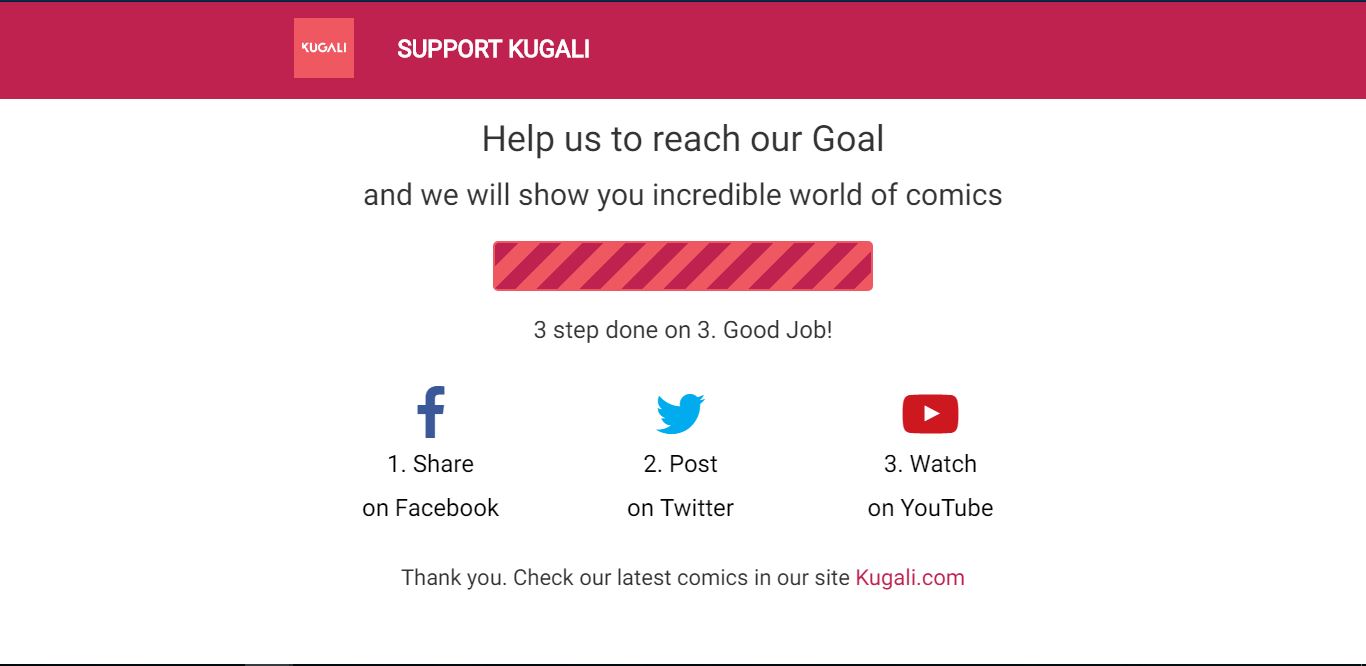 KUGALI
SUPPORT KUGALI
Help us to reach our Goal
and we will show you incredible world of comics
3 step done on 3. Good Job!
1. Share
on Facebook
2. Post
on Twitter
3. Watch
on YouTube
Thank you. Check our latest comics in our site Kugali.com